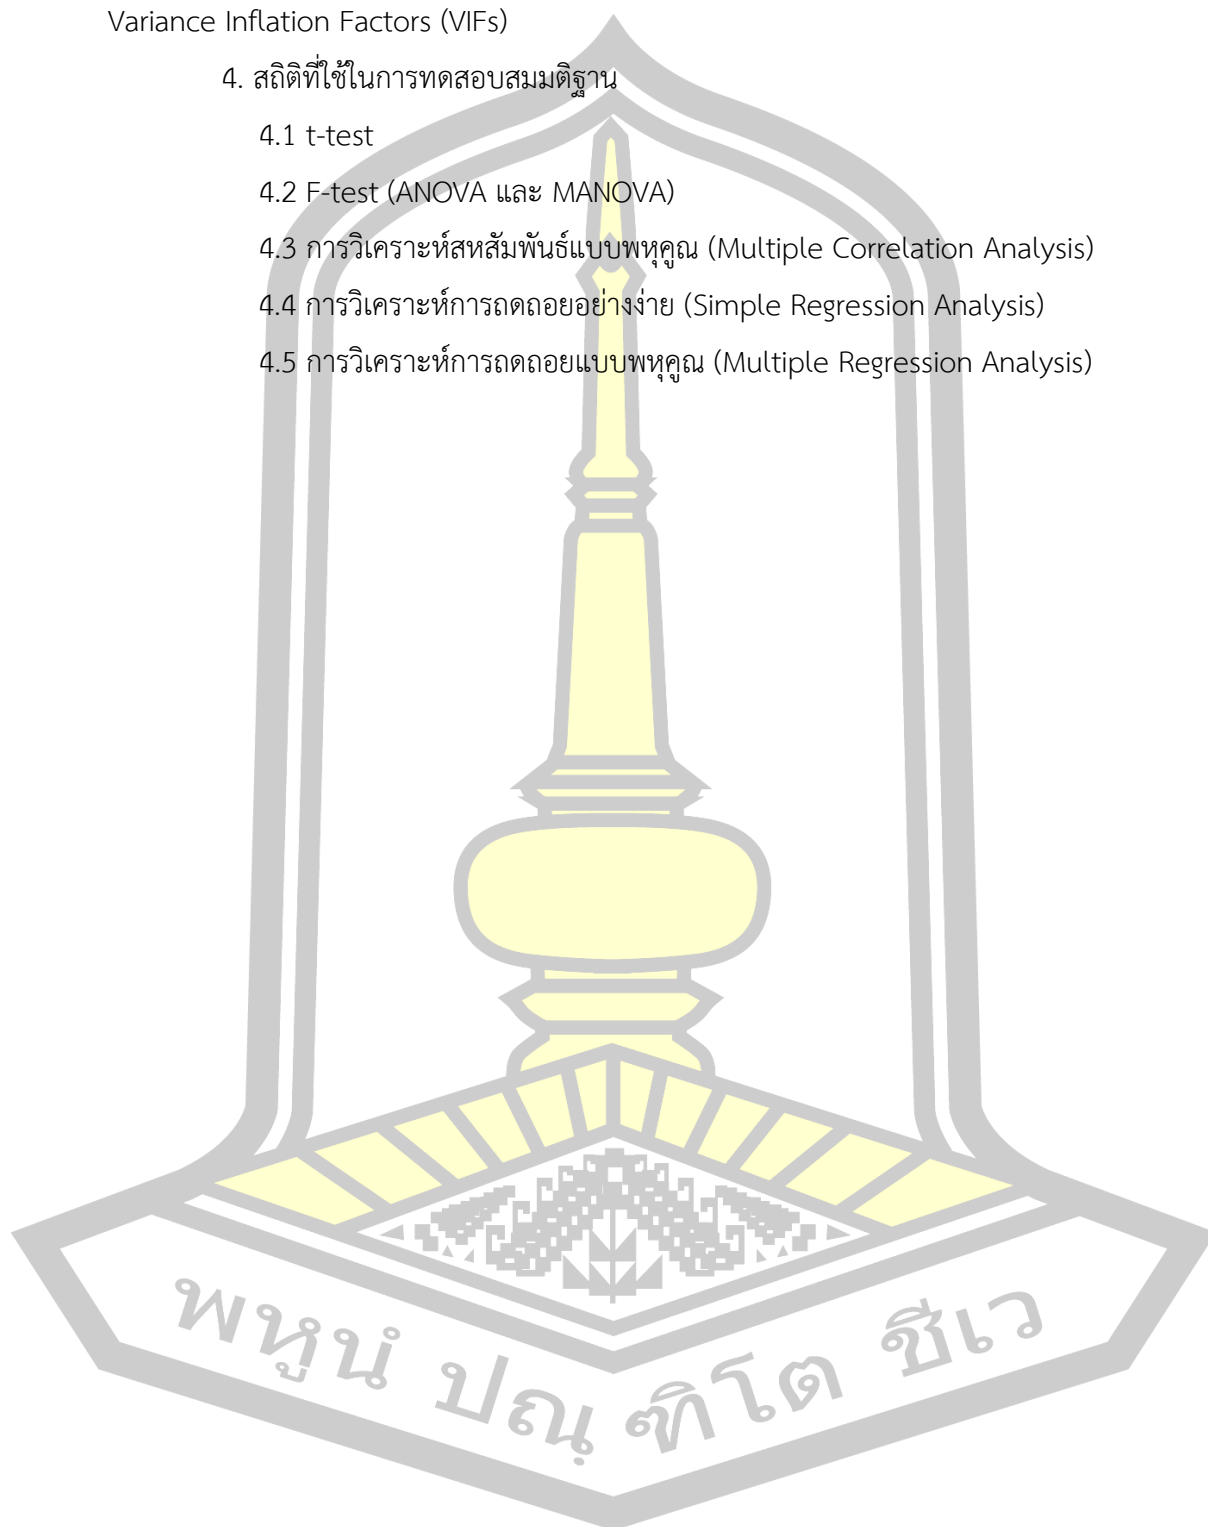 Variance Inflation Factors (VIFs)
4. สถิติที่ใช้ในการทดสอบสมมติฐาน
4.1 t-test
4.2 F-test (ANOVA และ MANOVA)
4.3 การวิเคราะห์สหสัมพันธ์แบบพหุคูณ (Multiple Correlation Analysis)
4.4 การวิเคราะห์การถดถอยอย่างง่าย (Simple Regression Analysis)
4.5 การวิเคราะห์การถดถอยแบบพหุคูณ (Multiple Regression Analysis)
พหูนํ ปณฺฑิโต ชีเว